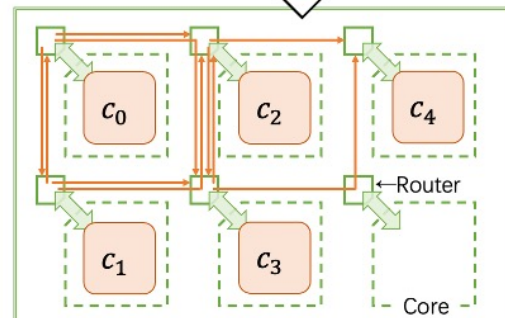 c₀
c₂
c₄
←Router
c₁
c₃
Core